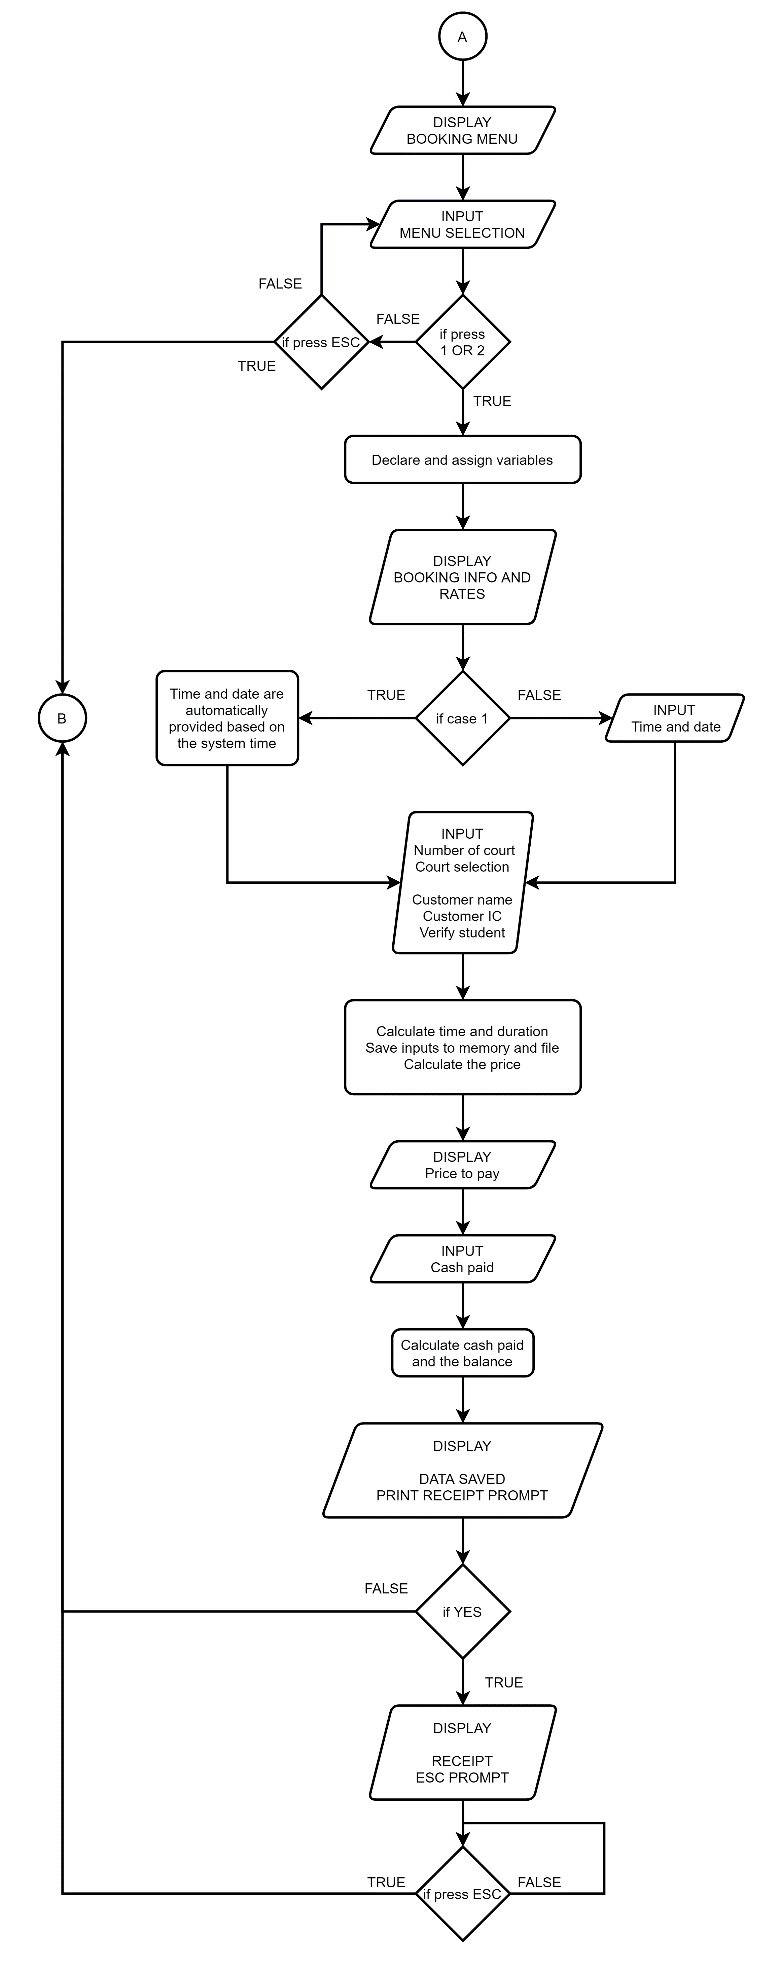 A
DISPLAY
BOOKING MENU
INPUT
MENU SELECTION
FALSE
if press
1 OR 2
FALSE
if press ESC
TRUE
TRUE
Declare and assign variables
DISPLAY
BOOKING INFO AND
RATES
if case 1
TRUE
FALSE
Time and date are
automatically
provided based on
the system time
INPUT
Time and date
B
INPUT
Number of court
Court selection
Customer name
Customer IC
Verify student
Calculate time and duration
Save inputs to memory and file
Calculate the price
DISPLAY
Price to pay
INPUT
Cash paid
Calculate cash paid
and the balance
DISPLAY
DATA SAVED
PRINT RECEIPT PROMPT
FALSE
if YES
TRUE
DISPLAY
RECEIPT
ESC PROMPT
TRUE
if press ESC
FALSE